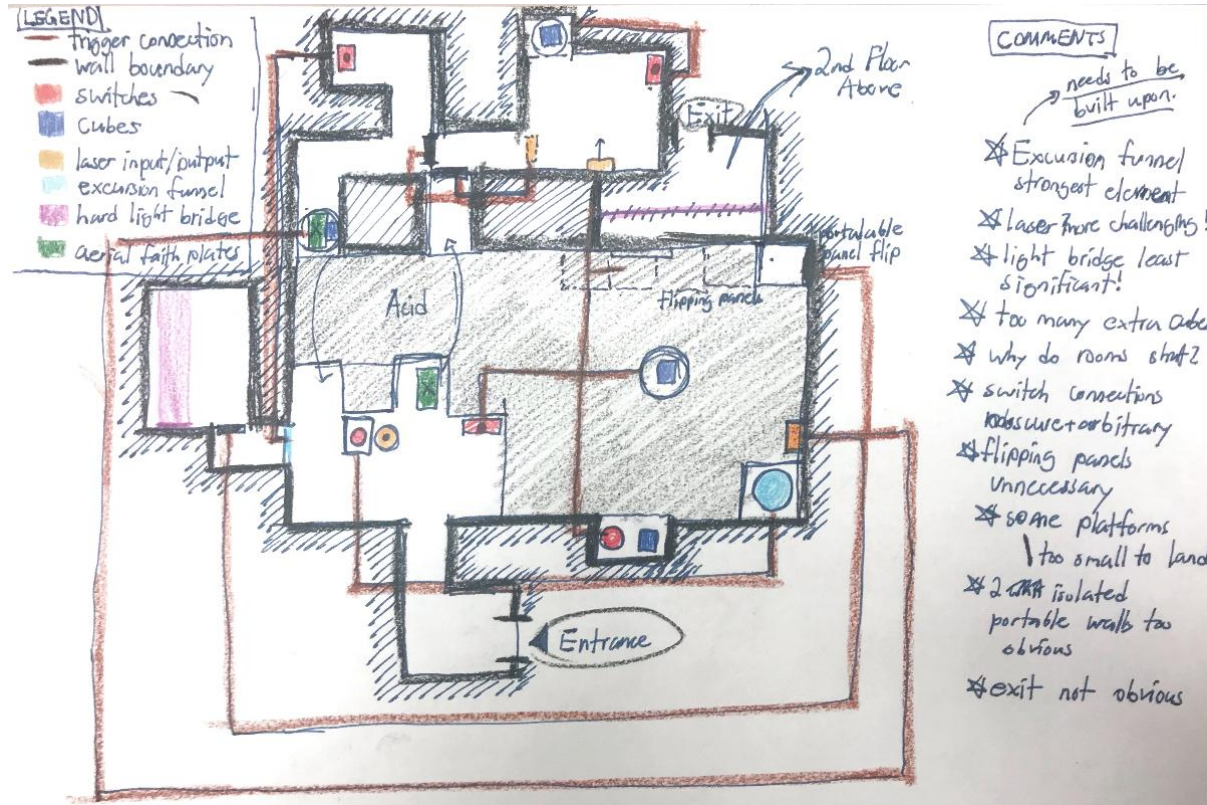 LEGEND
trigger connection
wall boundary
switches
cubes
laser input/output
excursion funnel
hard light bridge
aerial faith plates
2nd Floor
Above
Exit
portalable
panel flip
flipping panels
Acid
Entrance
COMMENTS
needs to be
built upon.
Excursion funnel
strongest element
laser more challenging!
light bridge least
significant!
too many extra cubes
why do rooms shut?
switch connections
obscure + arbitrary
flipping panels
unnecessary
some platforms
too small to land
2 isolated
portable walls too
obvious
exit not obvious